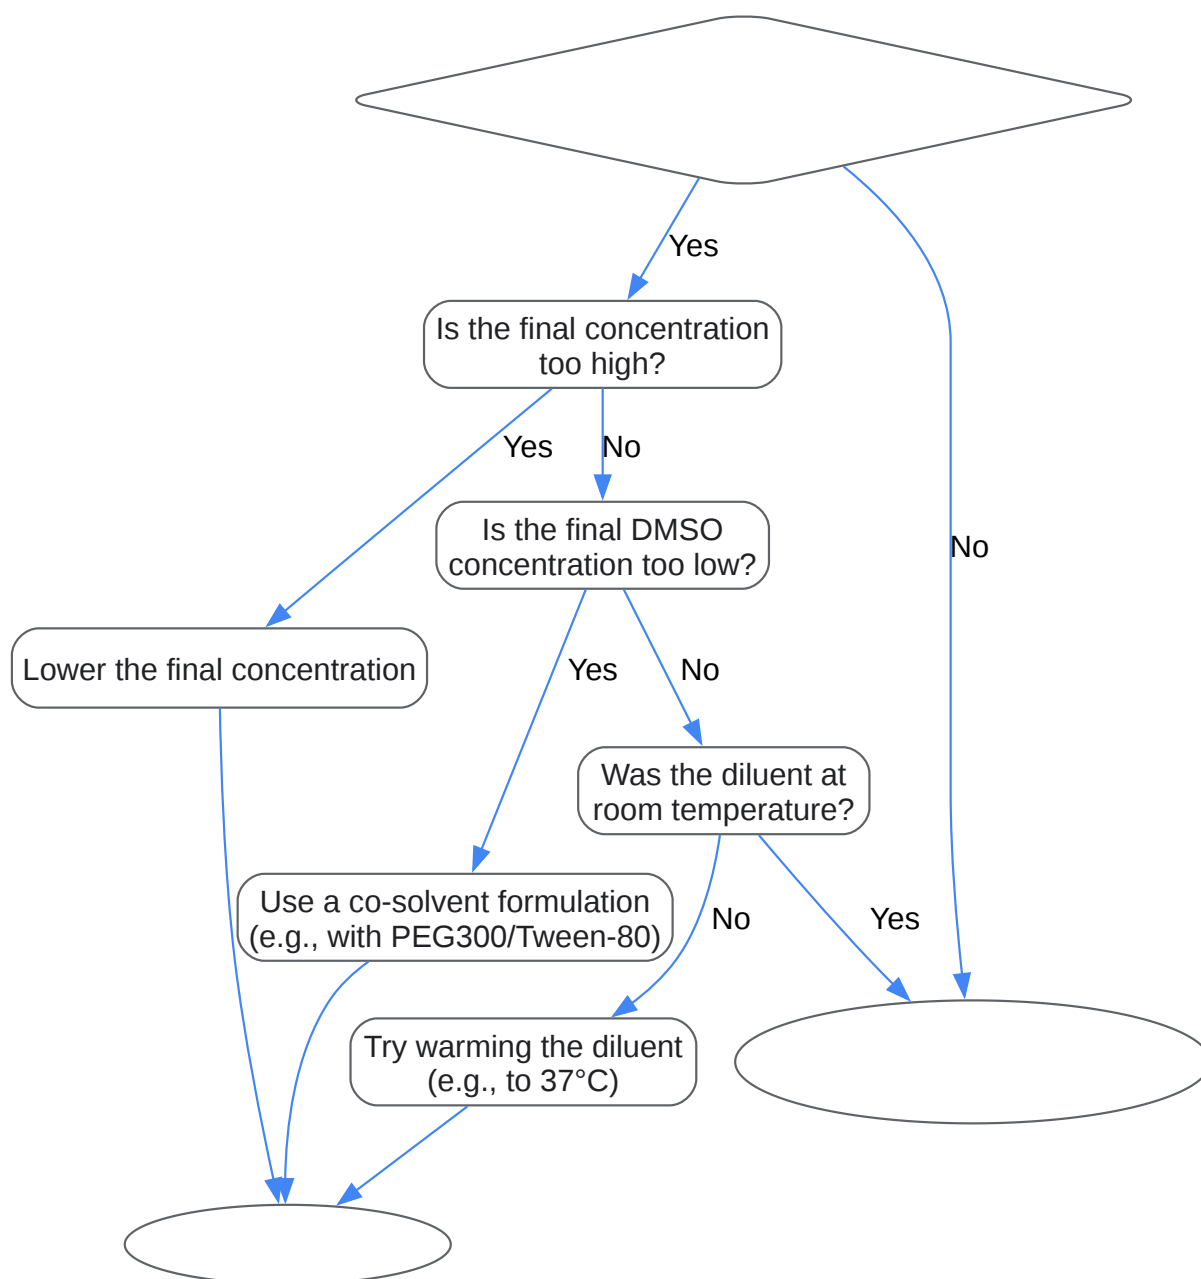 Yes
Is the final concentration
too high?
Yes
No
Is the final DMSO
concentration too low?
No
Lower the final concentration
Yes
No
Was the diluent at
room temperature?
Use a co-solvent formulation
(e.g., with PEG300/Tween-80)
No
Yes
Try warming the diluent
(e.g., to 37°C)